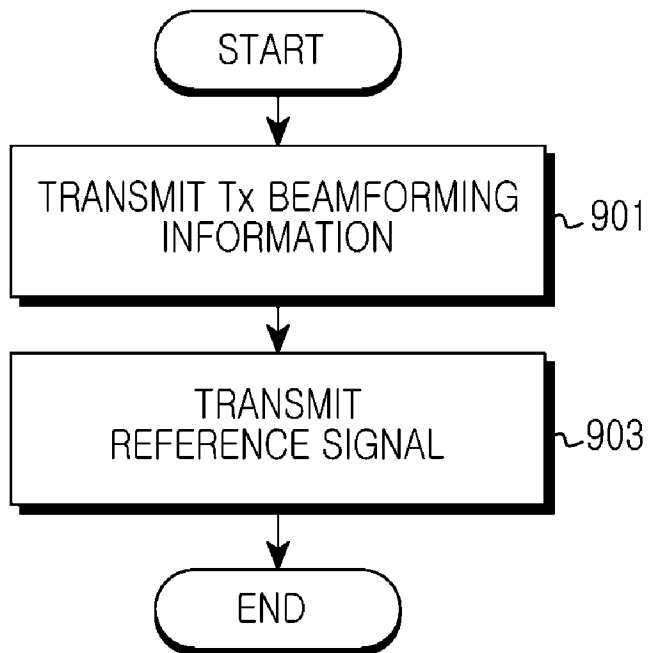 START
TRANSMIT Tx BEAMFORMING
INFORMATION
901
TRANSMIT
REFERENCE SIGNAL
903
END